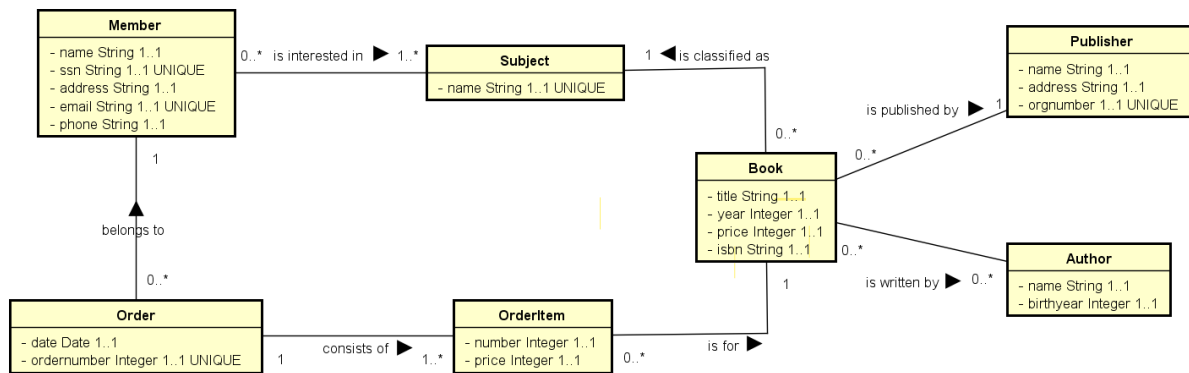 Member
- name String 1..1
- ssn String 1..1 UNIQUE
- address String 1..1
- email String 1..1 UNIQUE
- phone String 1..1
0..* is interested in 1..*
Subject
- name String 1..1 UNIQUE
1 is classified as
0..*
Publisher
- name String 1..1
- address String 1..1
- orgnumber 1..1 UNIQUE
is published by 1
0..*
Book
- title String 1..1
- year Integer 1..1
- price Integer 1..1
- isbn String 1..1
0..*
is written by 0..*
Author
- name String 1..1
- birthyear Integer 1..1
1
belongs to
0..*
Order
- date Date 1..1
- ordernumber Integer 1..1 UNIQUE
1 consists of 1..*
OrderItem
- number Integer 1..1
- price Integer 1..1
0..* is for
1